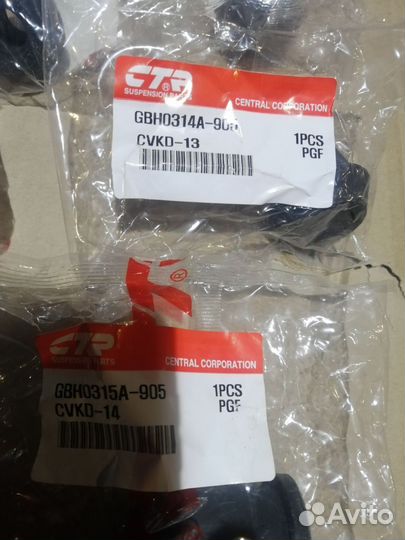 CTR
®
SUSPENSION PARTS
CENTRAL CORPORATION
GBH0314A-905
CVKD-13
1PCS
PGF
®
CTR
SUSPENSION PARTS
CENTRAL CORPORATION
GBH0315A-905
CVKD-14
1PCS
PGF
Avito